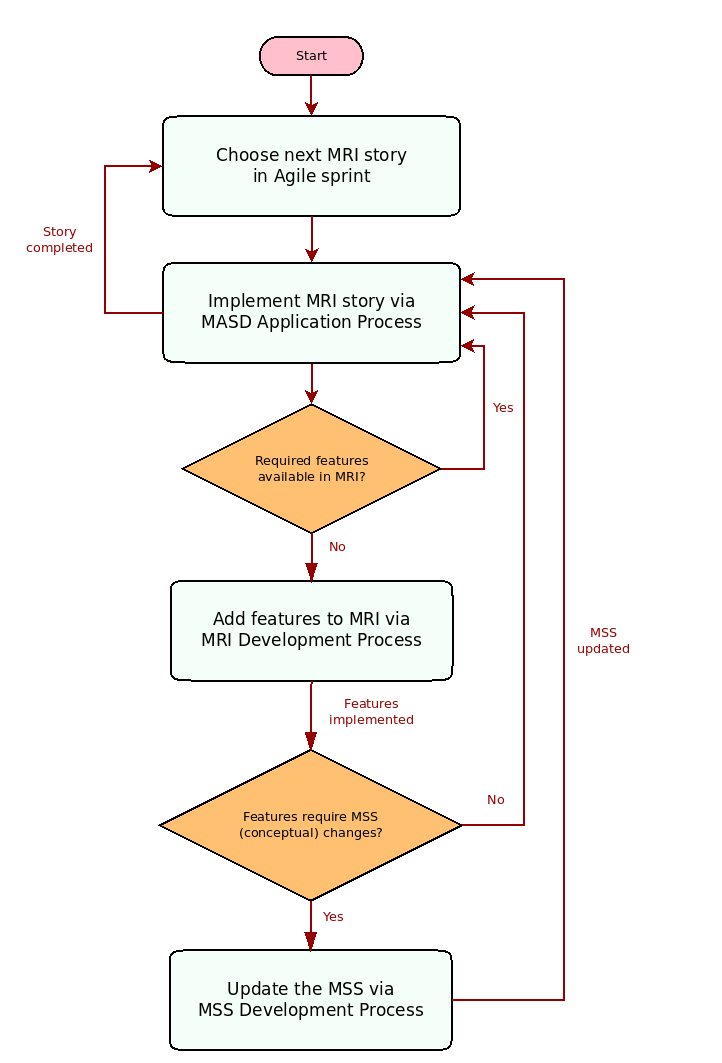 Start
Choose next MRI story
in Agile sprint
Story
completed
Implement MRI story via
MASD Application Process
Yes
Required features
available in MRI?
No
Add features to MRI via
MRI Development Process
MSS
updated
Features
implemented
No
Features require MSS
(conceptual) changes?
Yes
Update the MSS via
MSS Development Process